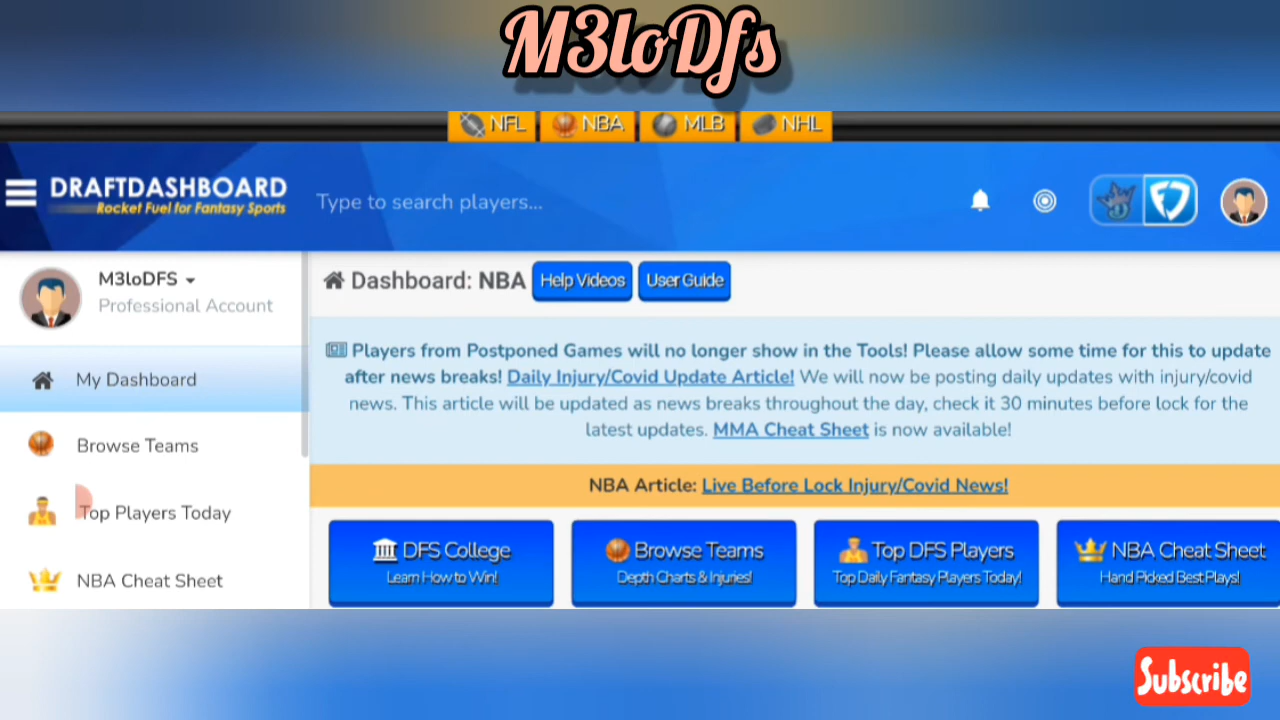 M3loDfs
NFL NBA MLB NHL
DRAFTDASHBOARD
Rocket Fuel for Fantasy Sports
Type to search players...
M3loDFS
Professional Account
Dashboard: NBA Help Videos User Guide
Players from Postponed Games will no longer show in the Tools! Please allow some time for this to update
after news breaks! Daily Injury/Covid Update Article! We will now be posting daily updates with injury/covid
news. This article will be updated as news breaks throughout the day, check it 30 minutes before lock for the
latest updates. MMA Cheat Sheet is now available!
My Dashboard
Browse Teams
Top Players Today
NBA Cheat Sheet
NBA Article: Live Before Lock Injury/Covid News!
DFS College
Learn How to Win!
Browse Teams
Depth Charts & Injuries!
Top DFS Players
Top Daily Fantasy Players Today!
NBA Cheat Sheet
Hand Picked Best Plays!
Subscribe